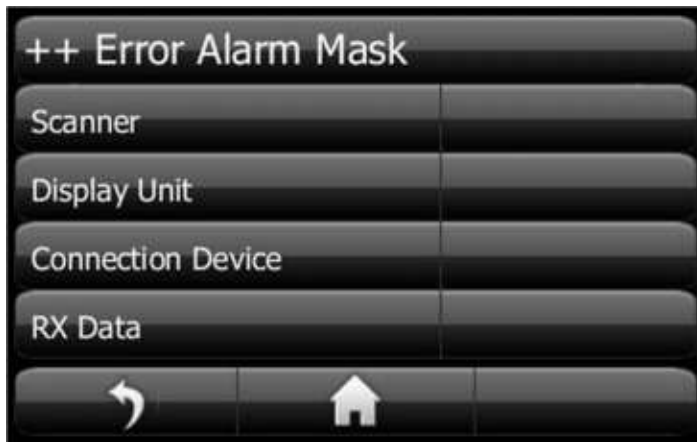 ++ Error Alarm Mask
Scanner
Display Unit
Connection Device
RX Data